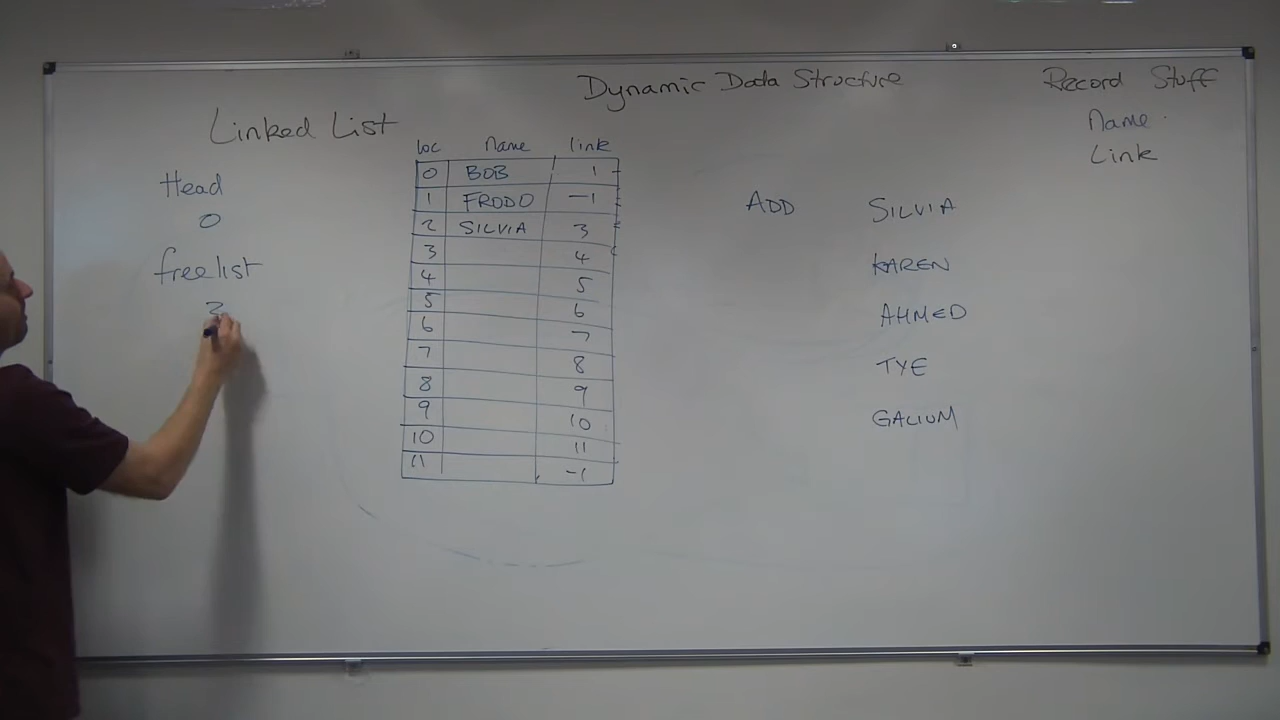 Dynamic Data Structure
Record Stuff
Name.
Link
Linked List
Head
0
freelist
3
loc Name link
0 BOB 1
1 FRODO -1
2 SILVIA 3
3 4
4 5
5 6
6 7
7 8
8 9
9 10
10 11
11 -1
ADD SILVIA
KAREN
AHMED
TYE
GALIUM